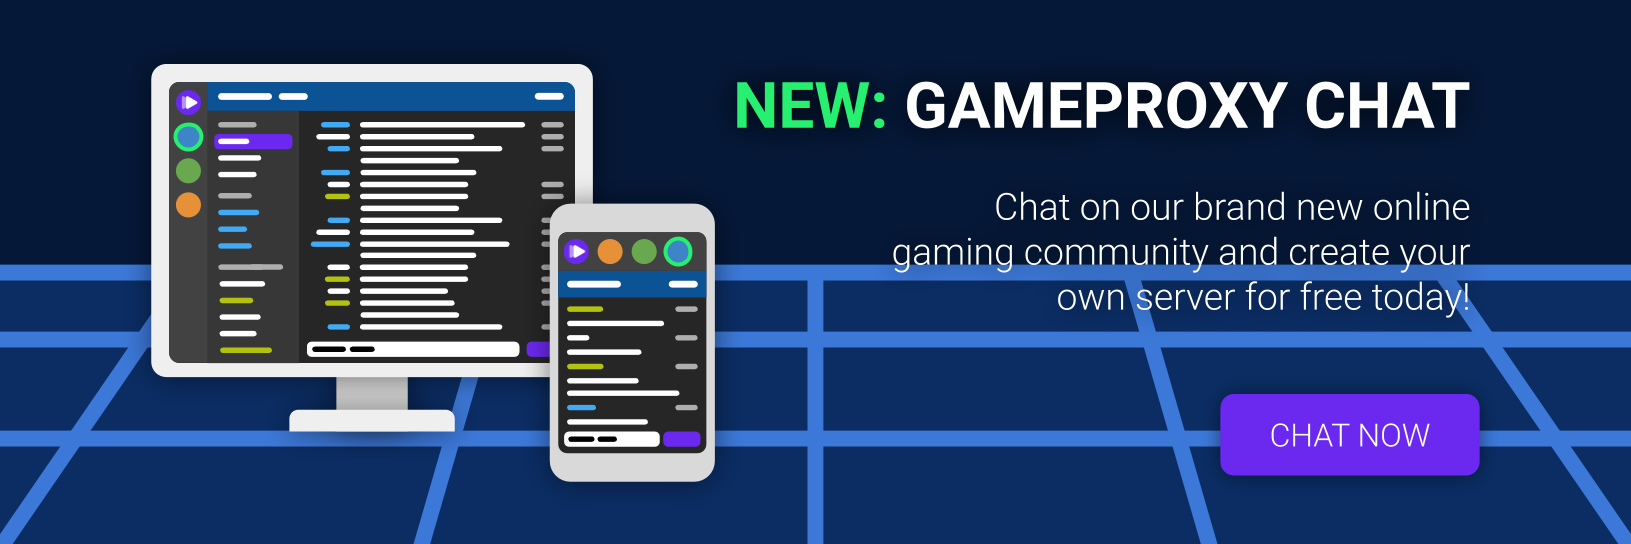 NEW: GAMEPROXY CHAT
Chat on our brand new online
gaming community and create your
own server for free today!
CHAT NOW